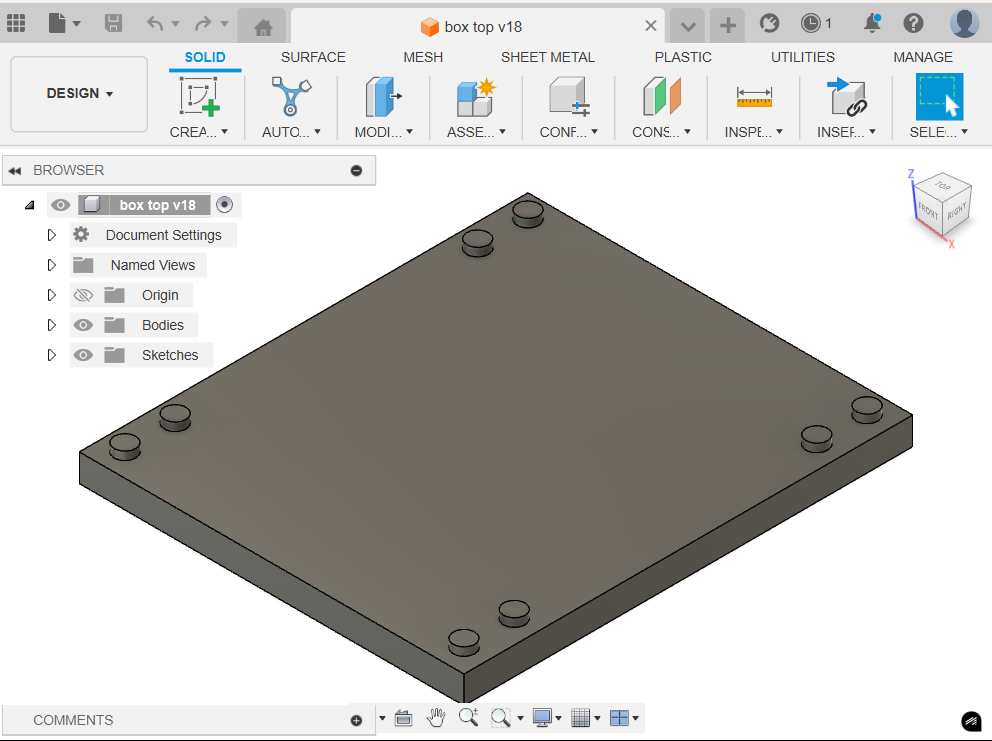 box top v18
1
SOLID SURFACE MESH SHEET METAL PLASTIC UTILITIES MANAGE
DESIGN
CREA... AUTO... MODI... ASSE... CONF... CONS... INSPE... INSEF... SELE...
BROWSER
box top v18
Document Settings
Named Views
Origin
Bodies
Sketches
Z
TOP
FRONT RIGHT
X
COMMENTS